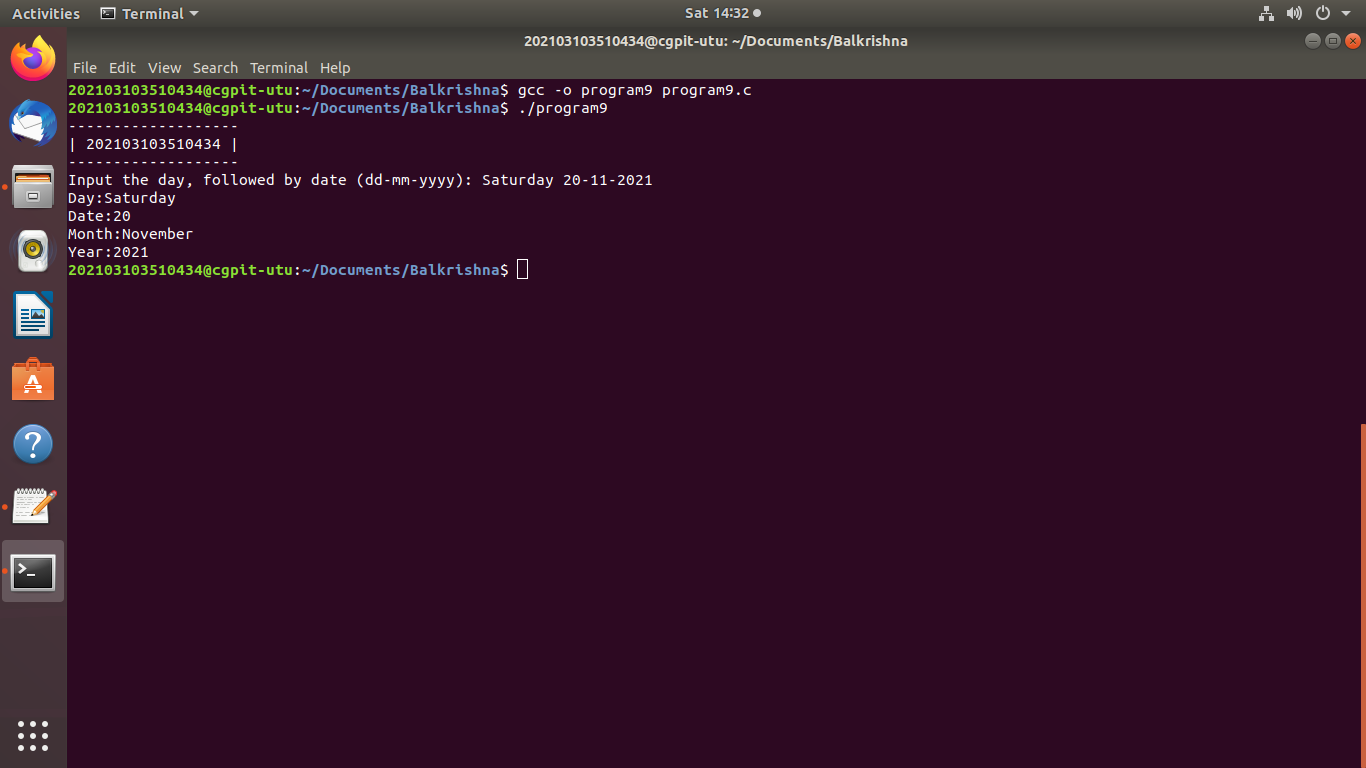 Activities Terminal Sat 14:32
202103103510434@cgpit-utu: ~/Documents/Balkrishna
File Edit View Search Terminal Help
202103103510434@cgpit-utu:~/Documents/Balkrishna$ gcc -o program9 program9.c
202103103510434@cgpit-utu:~/Documents/Balkrishna$ ./program9
-------------------
| 202103103510434 |
-------------------
Input the day, followed by date (dd-mm-yyyy): Saturday 20-11-2021
Day:Saturday
Date:20
Month:November
Year:2021
202103103510434@cgpit-utu:~/Documents/Balkrishna$